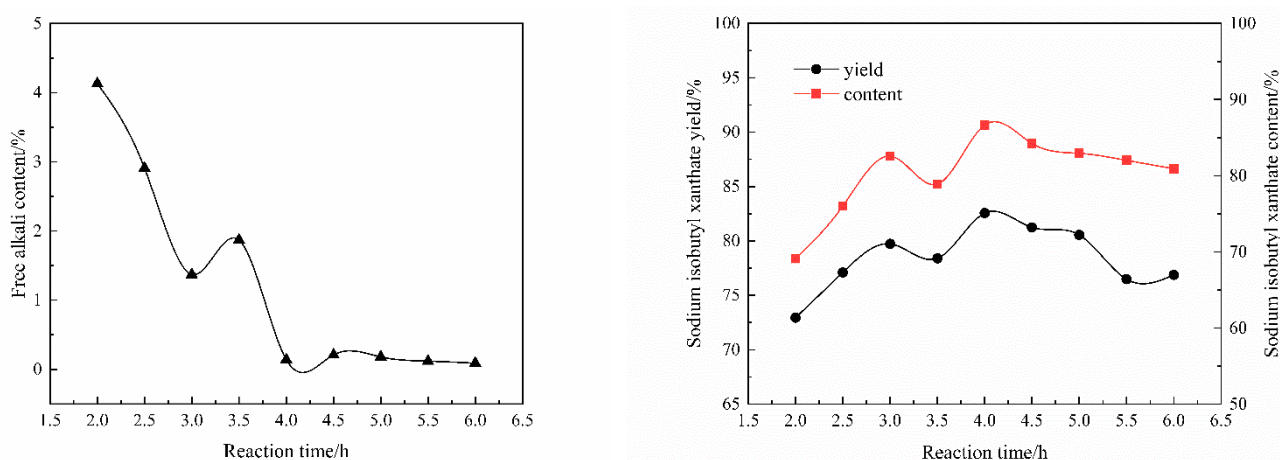 Free alkali content/%
5
4
3
2
1
0
1.5 2.0 2.5 3.0 3.5 4.0 4.5 5.0 5.5 6.0 6.5
Reaction time/h
Sodium isobutyl xanthate yield/%
100
95
90
85
80
75
70
65
yield
content
1.5 2.0 2.5 3.0 3.5 4.0 4.5 5.0 5.5 6.0 6.5
Reaction time/h
100
90
80
70
60
50
Sodium isobutyl xanthate content/%